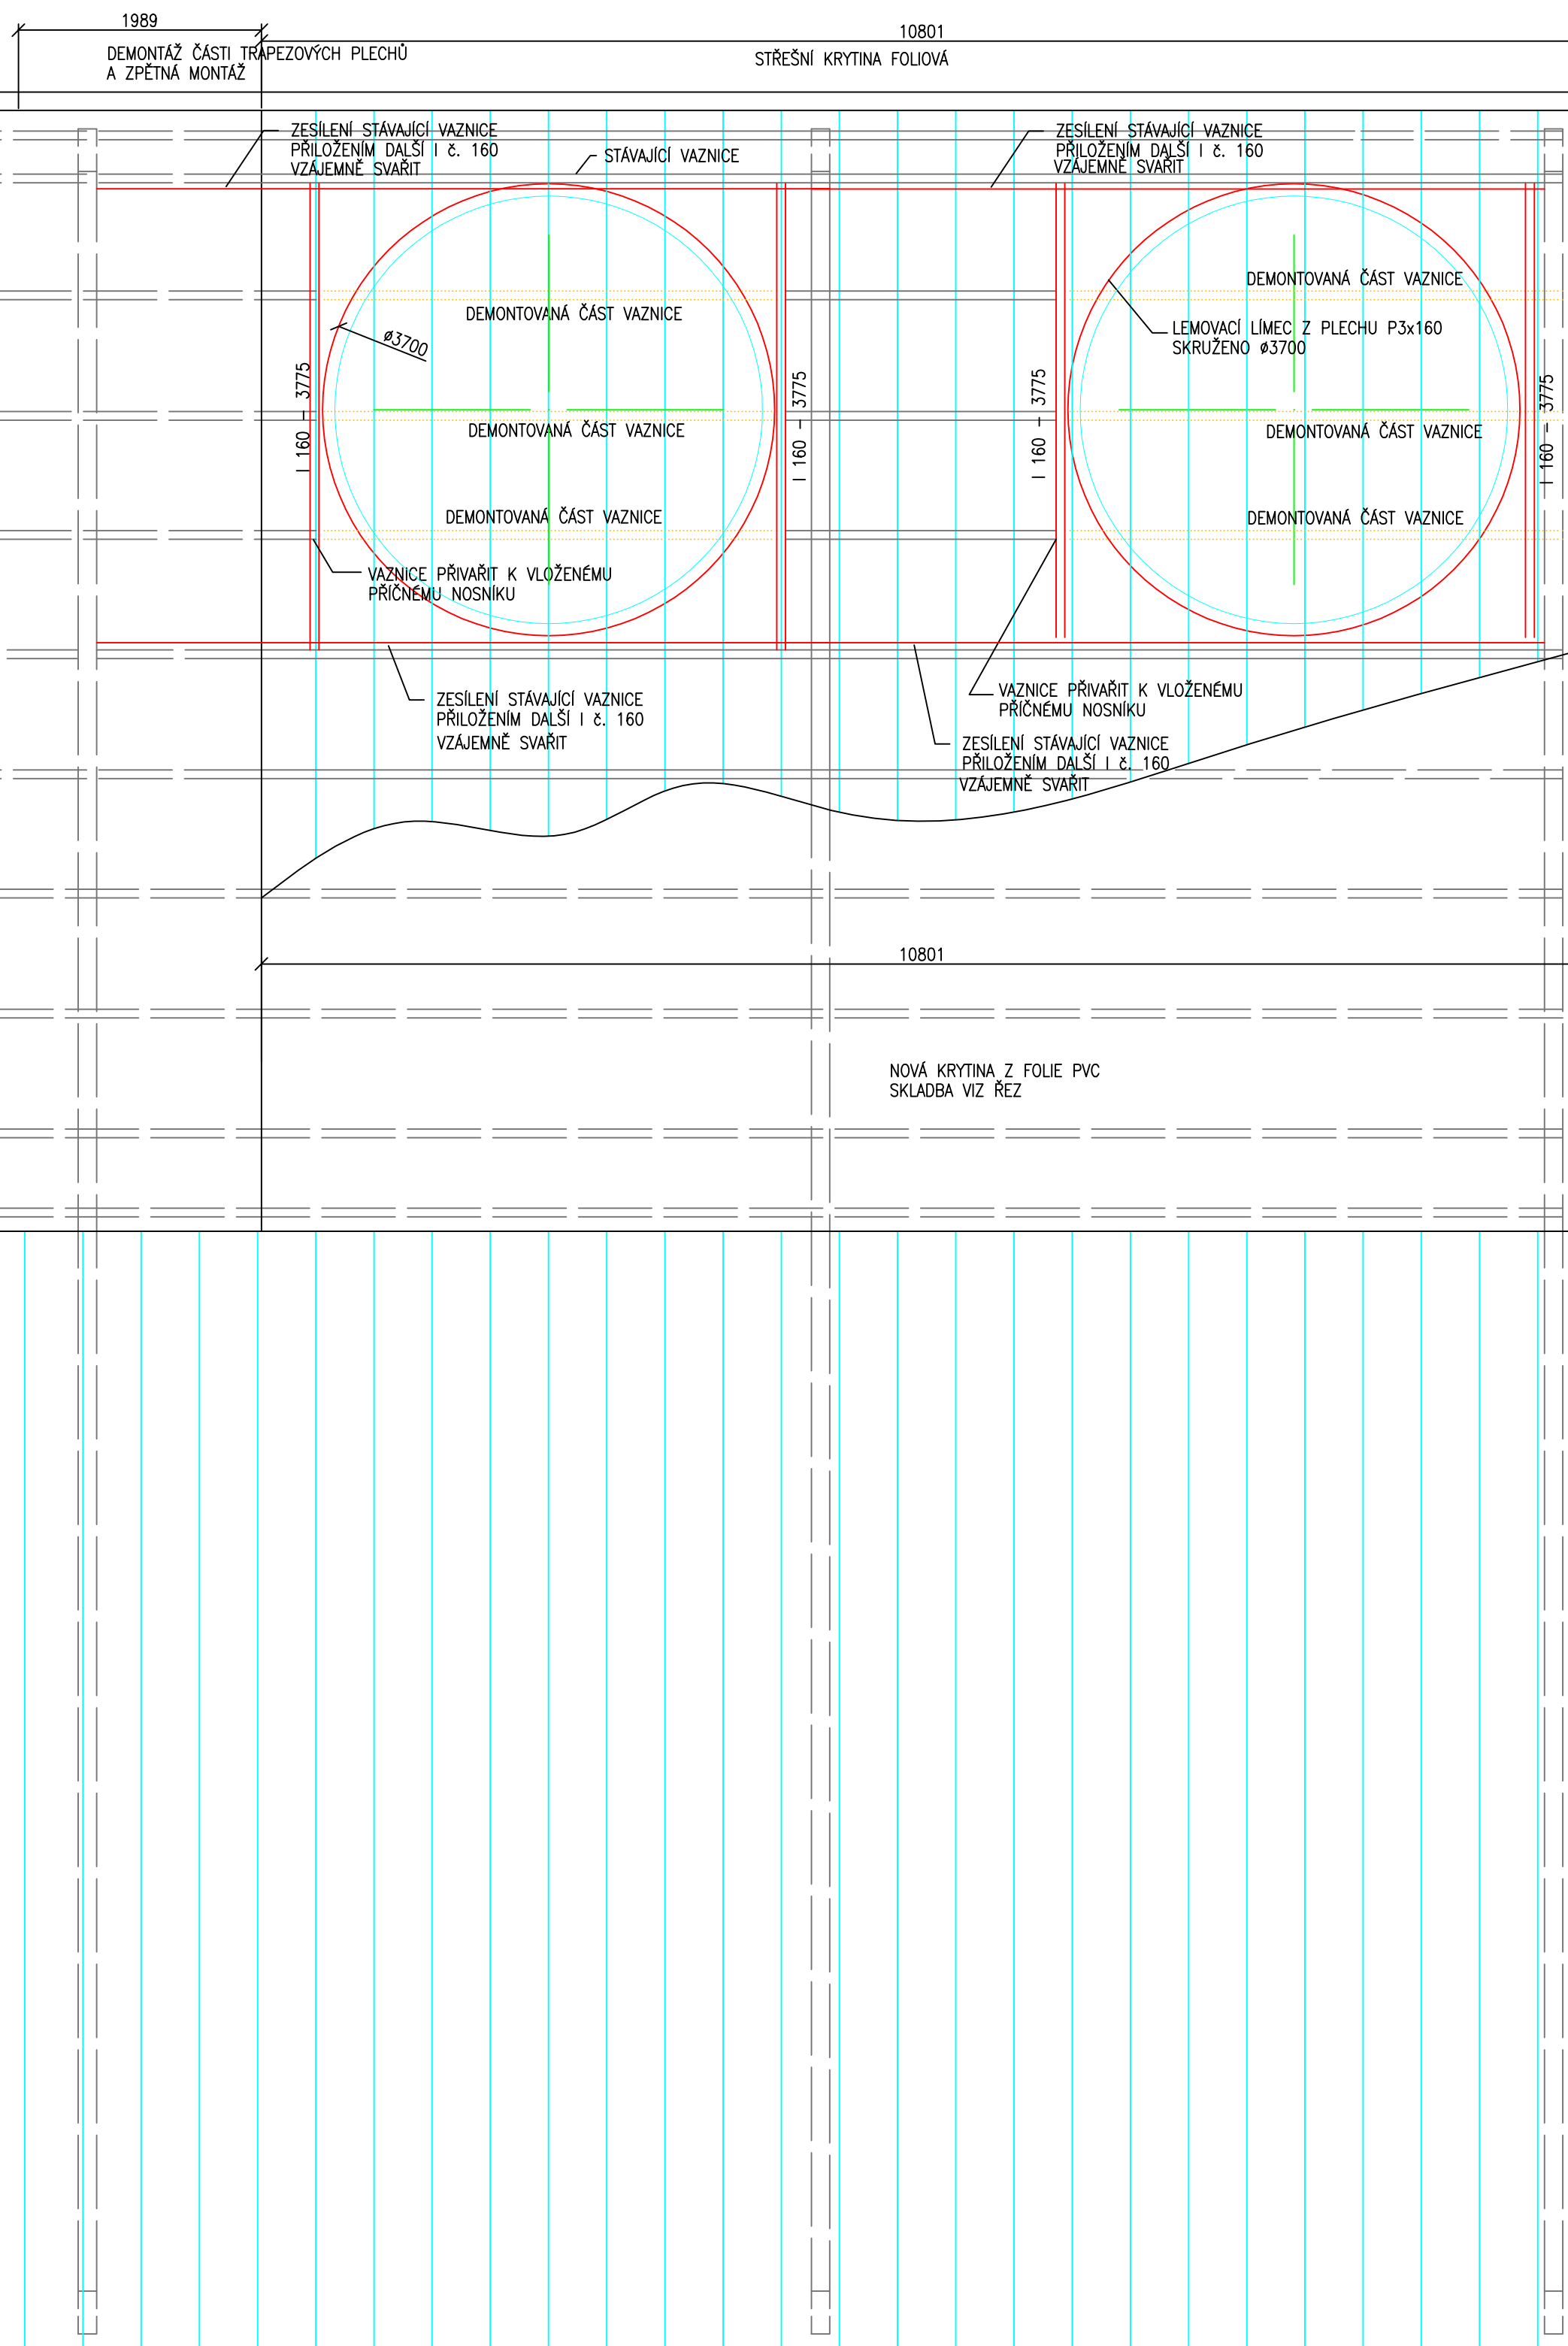 1989
10801
DEMONTÁŽ ČÁSTI TRAPEZOVÝCH PLECHŮ
A ZPĚTNÁ MONTÁŽ
STŘEŠNÍ KRYTINA FOLIOVÁ
ZESÍLENÍ STÁVAJÍCÍ VAZNICE
PŘILOŽENÍM DALŠÍ I č. 160
VZÁJEMNĚ SVAŘIT
STÁVAJÍCÍ VAZNICE
ZESÍLENÍ STÁVAJÍCÍ VAZNICE
PŘILOŽENÍM DALŠÍ I č. 160
VZÁJEMNĚ SVAŘIT
DEMONTOVANÁ ČÁST VAZNICE
DEMONTOVANÁ ČÁST VAZNICE
ø3700
LEMOVACÍ LÍMEC Z PLECHU P3x160
SKRUŽENO ø3700
I 160 - 3775
I 160 - 3775
I 160 - 3775
I 160 - 3775
DEMONTOVANÁ ČÁST VAZNICE
DEMONTOVANÁ ČÁST VAZNICE
DEMONTOVANÁ ČÁST VAZNICE
DEMONTOVANÁ ČÁST VAZNICE
VAZNICE PŘIVAŘIT K VLOŽENÉMU
PŘÍČNÉMU NOSNÍKU
ZESÍLENÍ STÁVAJÍCÍ VAZNICE
PŘILOŽENÍM DALŠÍ I č. 160
VZÁJEMNĚ SVAŘIT
VAZNICE PŘIVAŘIT K VLOŽENÉMU
PŘÍČNÉMU NOSNÍKU
ZESÍLENÍ STÁVAJÍCÍ VAZNICE
PŘILOŽENÍM DALŠÍ I č. 160
VZÁJEMNĚ SVAŘIT
10801
NOVÁ KRYTINA Z FOLIE PVC
SKLADBA VIZ ŘEZ